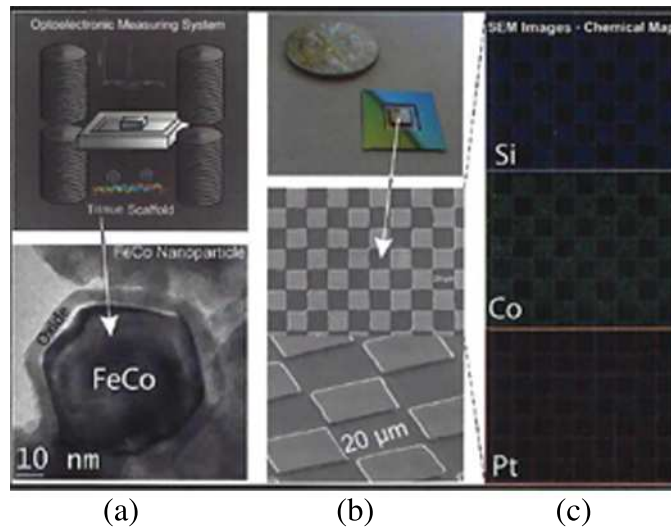 Optoelectronic Measuring System
Tissue Scaffold
FeCo Nanoparticle
Oxide
FeCo
10 nm
20 μm
SEM Images - Chemical Map
Si
Co
Pt
(a)
(b)
(c)